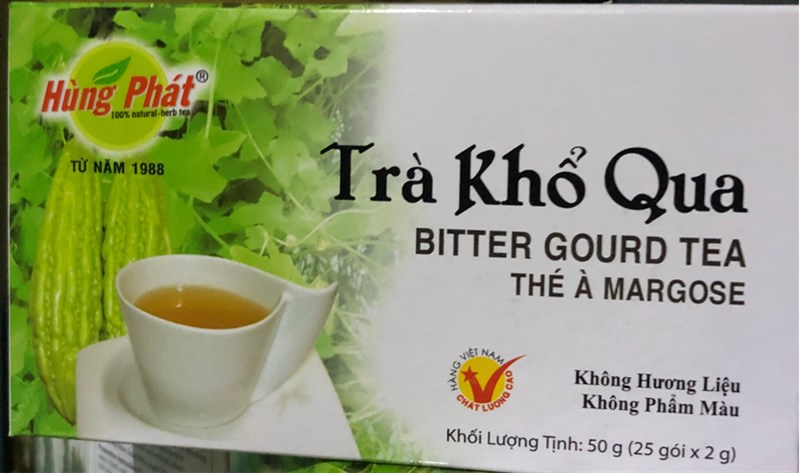 Hùng Phát®
100% natural-herb tea
TỪ NĂM 1988
Trà Khổ Qua
BITTER GOURD TEA
THÉ À MARGOSE
HÀNG VIỆT NAM
CHẤT LƯỢNG CAO
Không Hương Liệu
Không Phẩm Màu
Khối Lượng Tịnh: 50 g (25 gói x 2 g)